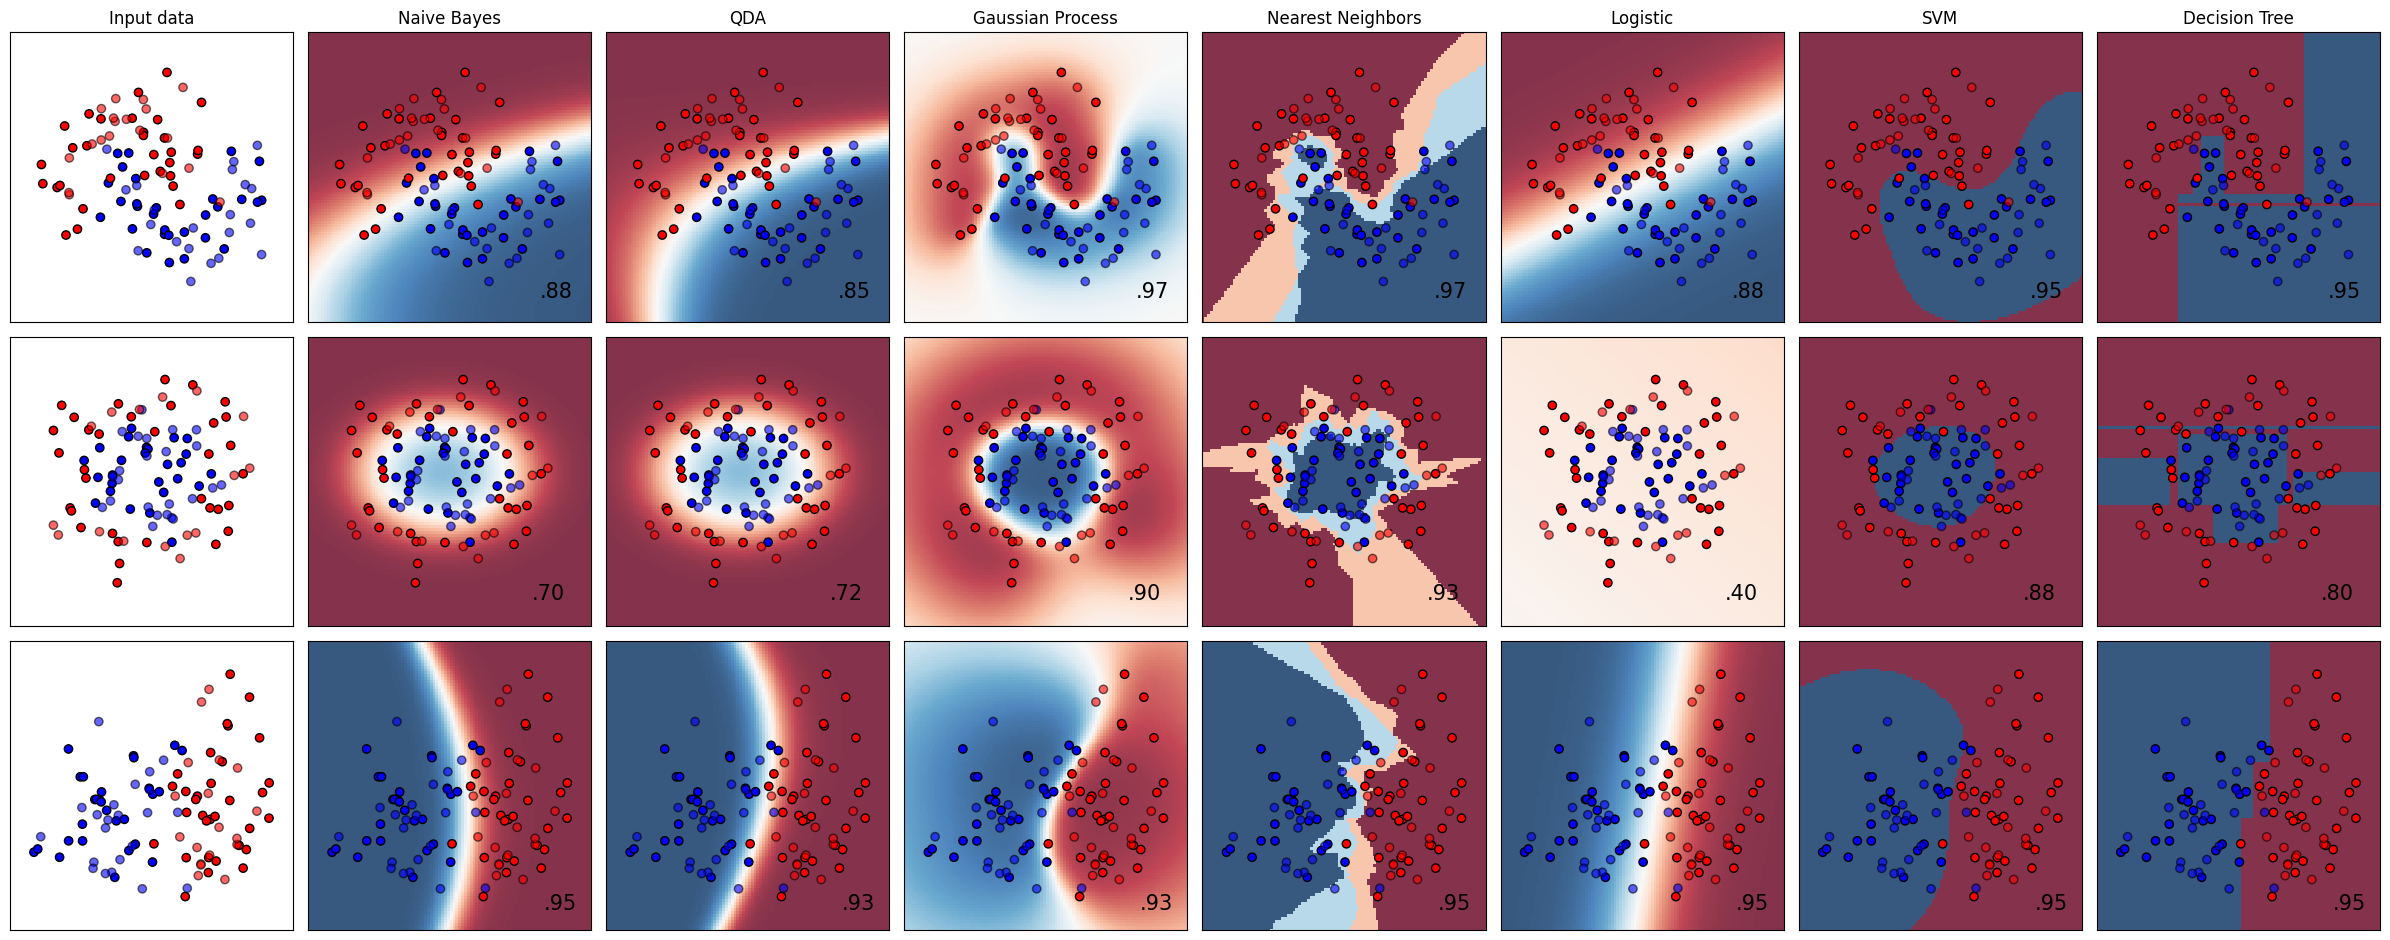 Input data
Naive Bayes
QDA
Gaussian Process
Nearest Neighbors
Logistic
SVM
Decision Tree
.88
.85
.97
.97
.88
.95
.95
.70
.72
.90
.93
.40
.88
.80
.95
.93
.93
.95
.95
.95
.95